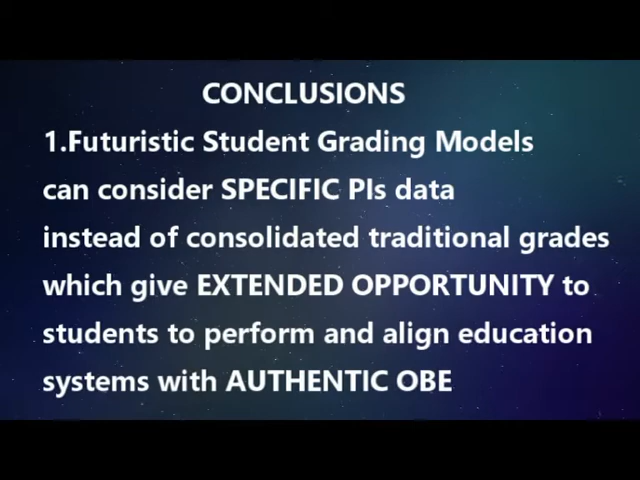 CONCLUSIONS
1.Futuristic Student Grading Models
can consider SPECIFIC PIs data
instead of consolidated traditional grades
which give EXTENDED OPPORTUNITY to
students to perform and align education
systems with AUTHENTIC OBE